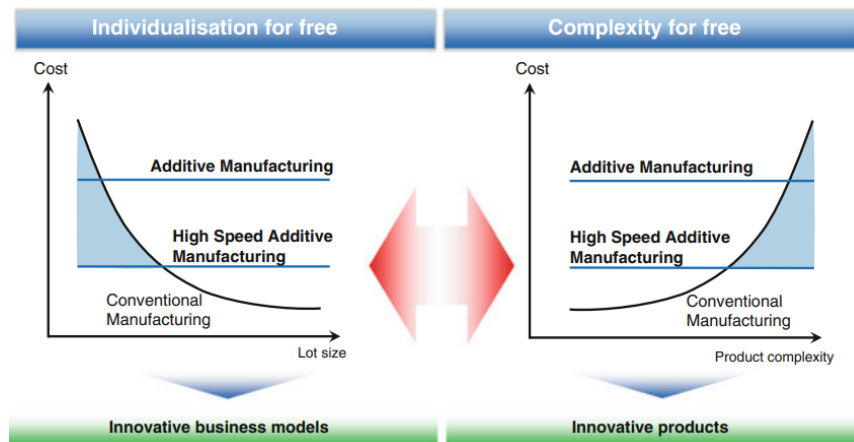 Individualisation for free
Cost
Additive Manufacturing
High Speed Additive
Manufacturing
Conventional
Manufacturing
Lot size
Innovative business models
Complexity for free
Cost
Additive Manufacturing
High Speed Additive
Manufacturing
Conventional
Manufacturing
Product complexity
Innovative products